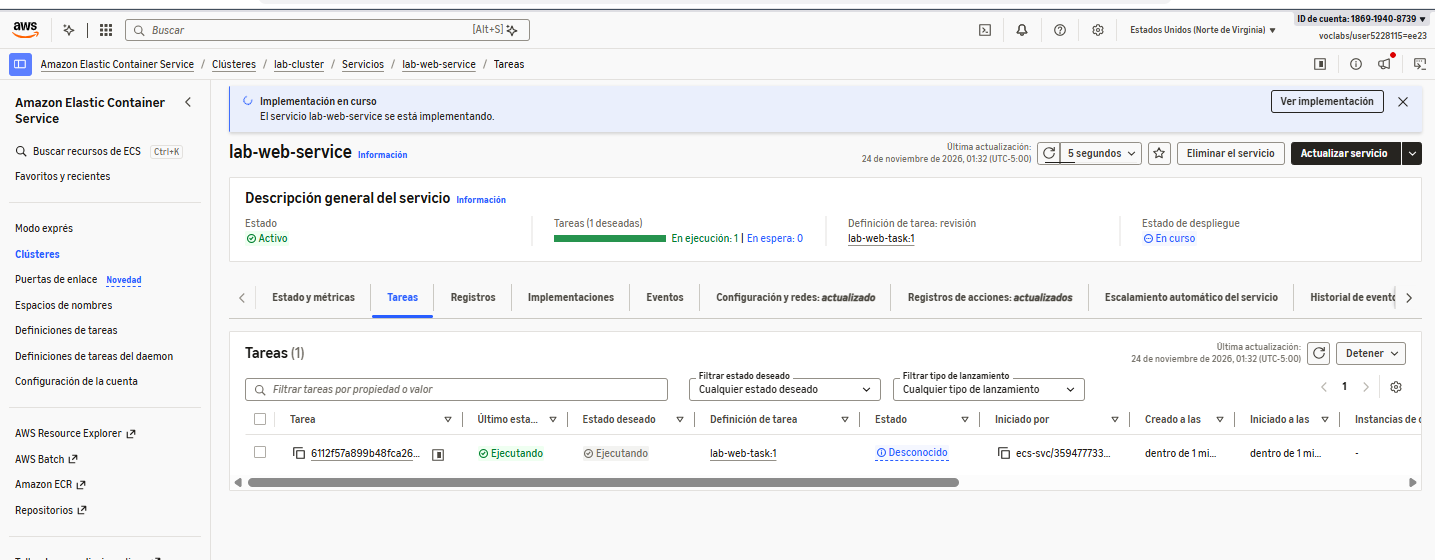 aws
Buscar [Alt+S]
Estados Unidos (Norte de Virginia) ▼
ID de cuenta: 1869-1940-8739 ▼
voclabs/user5228115=ee23
Amazon Elastic Container Service / Clústeres / lab-cluster / Servicios / lab-web-service / Tareas
Amazon Elastic Container Service
Buscar recursos de ECS Ctrl+K
Favoritos y recientes
Modo exprés
Clústeres
Puertas de enlace Novedad
Espacios de nombres
Definiciones de tareas
Definiciones de tareas del daemon
Configuración de la cuenta
AWS Resource Explorer
AWS Batch
Amazon ECR
Repositorios
Implementación en curso
El servicio lab-web-service se está implementando.
Ver implementación
lab-web-service Información
Última actualización:
24 de noviembre de 2026, 01:32 (UTC-5:00)
5 segundos
Eliminar el servicio
Actualizar servicio
Descripción general del servicio Información
Estado
Activo
Tareas (1 deseadas)
En ejecución: 1 | En espera: 0
Definición de tarea: revisión
lab-web-task:1
Estado de despliegue
En curso
Estado y métricas Tareas Registros Implementaciones Eventos Configuración y redes: actualizado Registros de acciones: actualizados Escalamiento automático del servicio Historial de evento
Tareas (1)
Última actualización:
24 de noviembre de 2026, 01:32 (UTC-5:00)
Detener
Filtrar tareas por propiedad o valor
Filtrar estado deseado
Cualquier estado deseado
Filtrar tipo de lanzamiento
Cualquier tipo de lanzamiento
1
Tarea Último esta... Estado deseado Definición de tarea Estado Iniciado por Creado a las Iniciado a las Instancias de c
6112f57a899b48fca26... Ejecutando Ejecutando lab-web-task:1 Desconocido ecs-svc/359477733... dentro de 1 mi... dentro de 1 mi... -